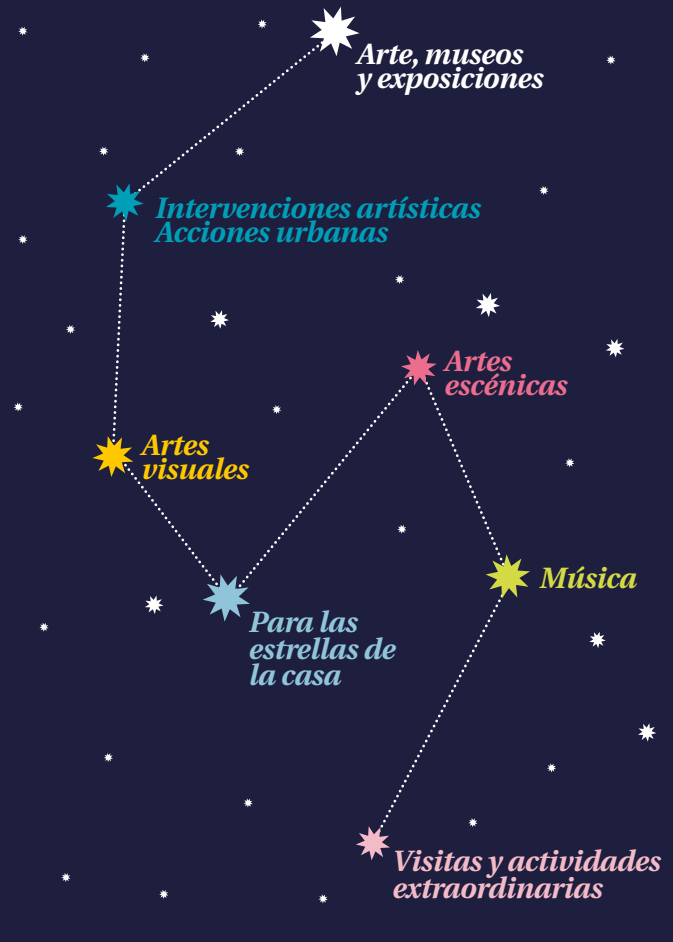 Arte, museos
y exposiciones
Intervenciones artísticas
Acciones urbanas
Artes
escénicas
Artes
visuales
Música
Para las
estrellas de
la casa
Visitas y actividades
extraordinarias